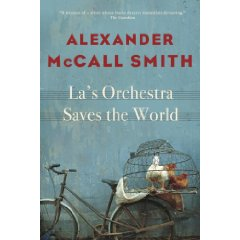 ALEXANDER
McCALL SMITH
La's Orchestra
Saves the World